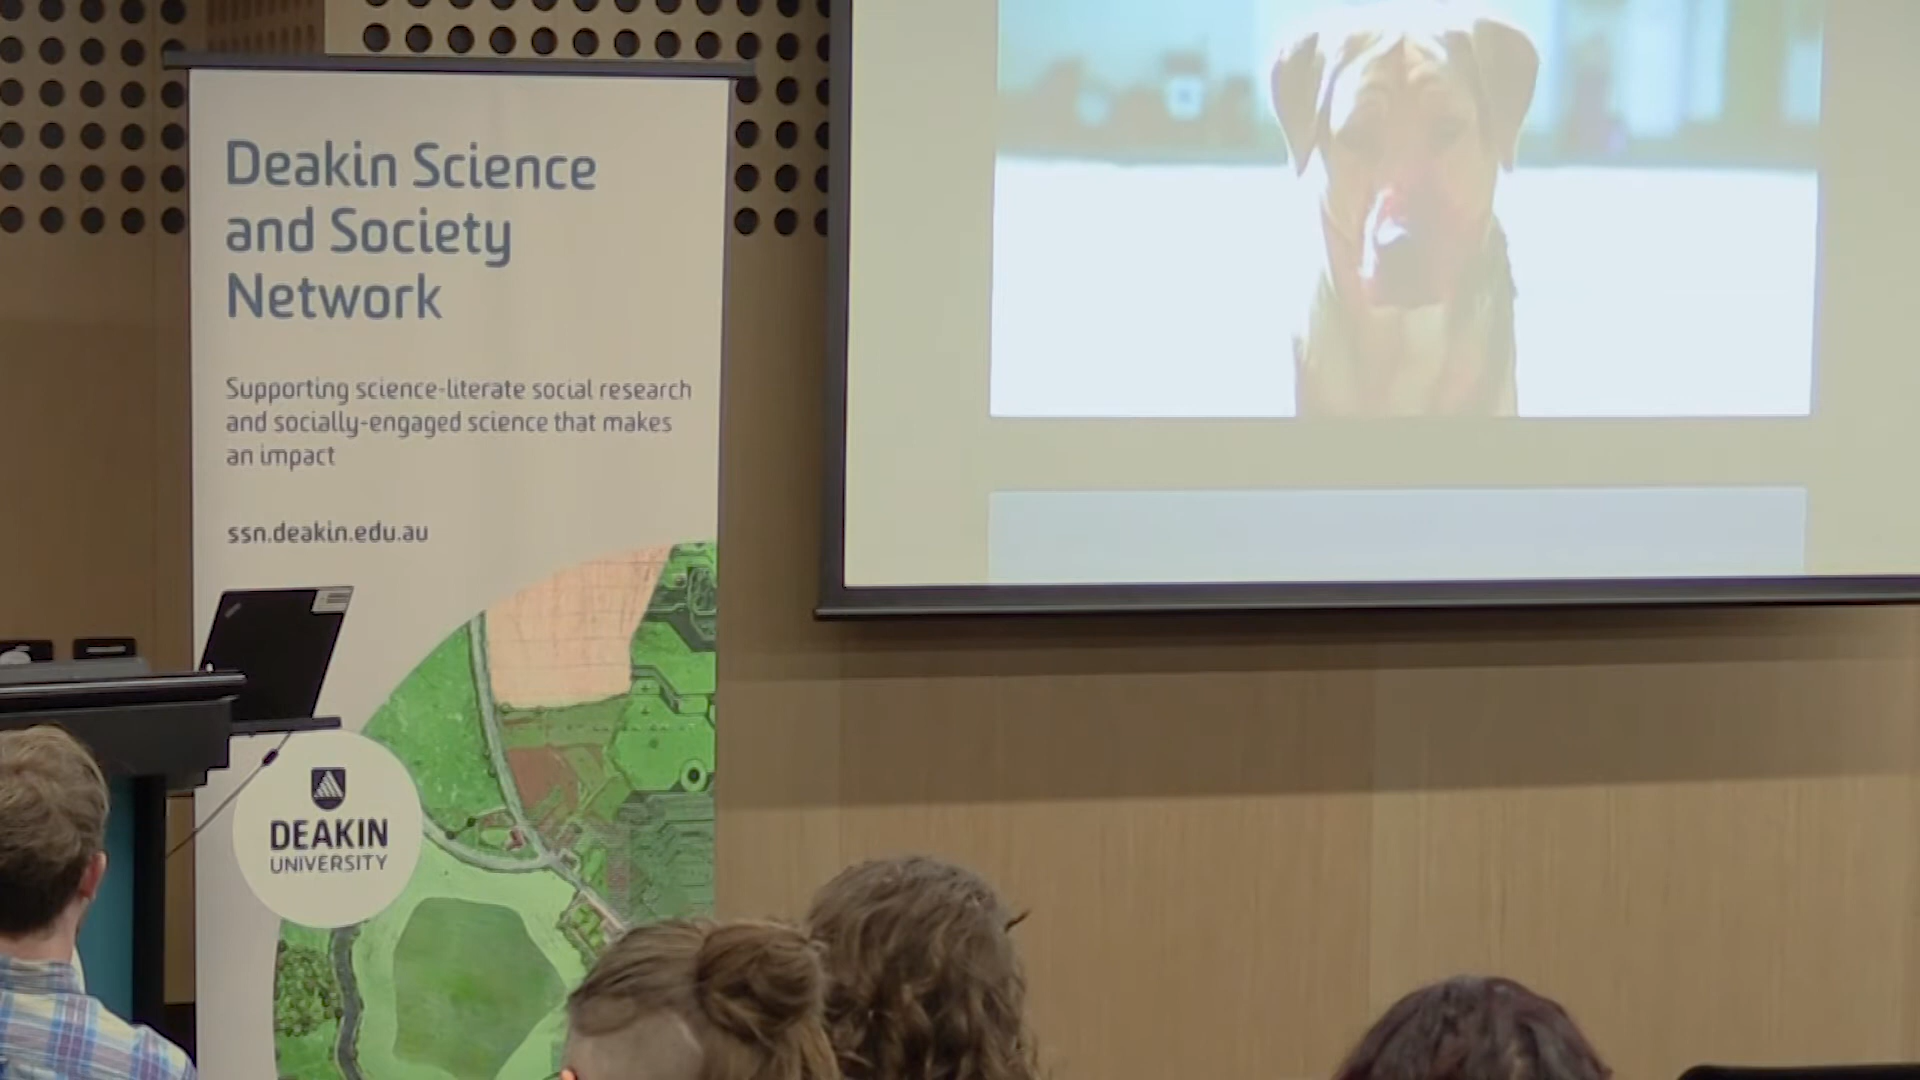 Deakin Science
and Society
Network
Supporting science-literate social research
and socially-engaged science that makes
an impact
ssn.deakin.edu.au
DEAKIN
UNIVERSITY